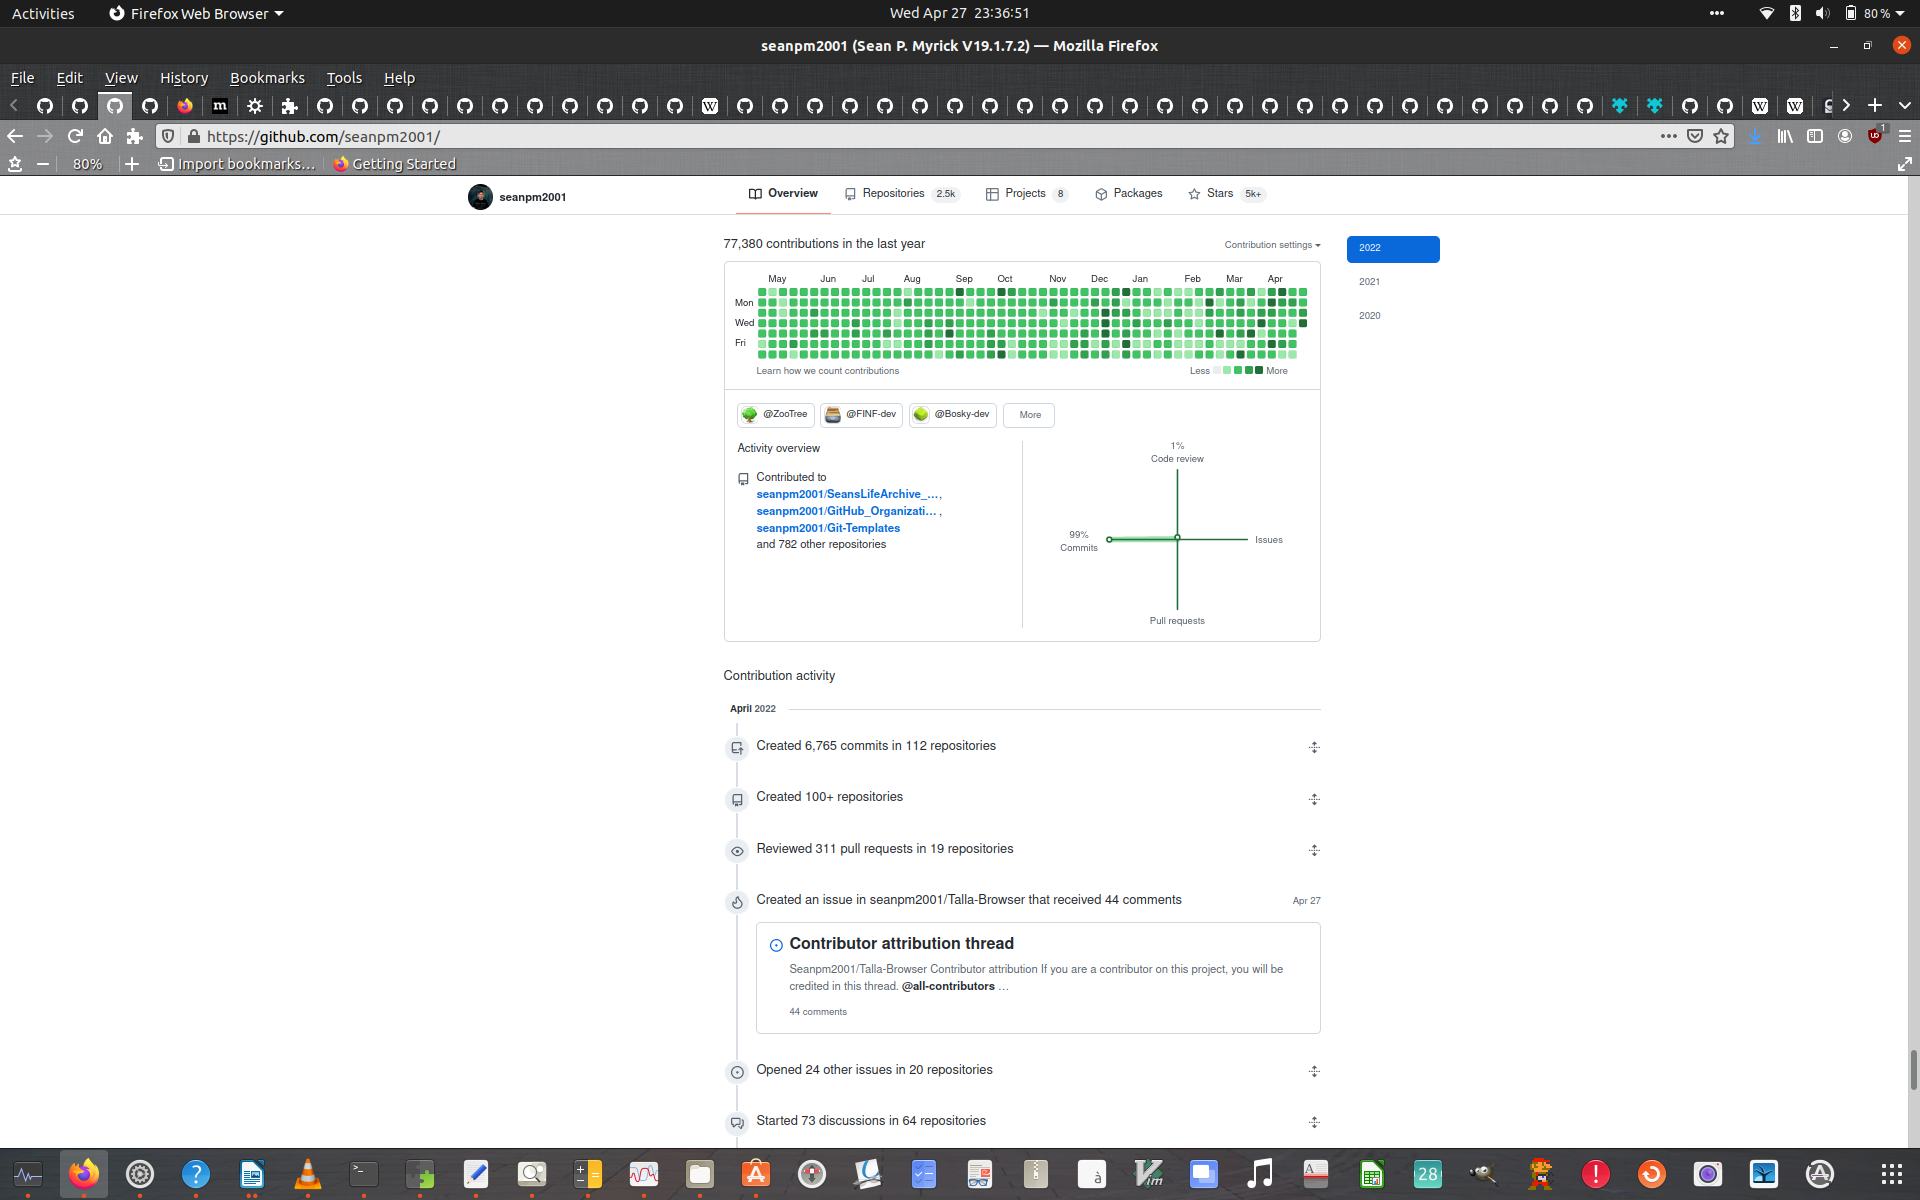 Activities
Firefox Web Browser
Wed Apr 27 23:36:51
80 %
seanpm2001 (Sean P. Myrick V19.1.7.2) — Mozilla Firefox
File Edit View History Bookmarks Tools Help
https://github.com/seanpm2001/
1
80%
Import bookmarks...
Getting Started
seanpm2001
Overview
Repositories 2.5k
Projects 8
Packages
Stars 5k+
77,380 contributions in the last year
Contribution settings
2022
2021
2020
May Jun Jul Aug Sep Oct Nov Dec Jan Feb Mar Apr
Mon
Wed
Fri
Learn how we count contributions
Less
More
@ZooTree
@FINF-dev
@Bosky-dev
More
Activity overview
Contributed to
seanpm2001/SeansLifeArchive_…,
seanpm2001/GitHub_Organizati… ,
seanpm2001/Git-Templates
and 782 other repositories
1%
Code review
99%
Commits
Issues
Pull requests
Contribution activity
April 2022
Created 6,765 commits in 112 repositories
Created 100+ repositories
Reviewed 311 pull requests in 19 repositories
Created an issue in seanpm2001/Talla-Browser that received 44 comments
Apr 27
Contributor attribution thread
Seanpm2001/Talla-Browser Contributor attribution If you are a contributor on this project, you will be
credited in this thread. @all-contributors …
44 comments
Opened 24 other issues in 20 repositories
Started 73 discussions in 64 repositories
28